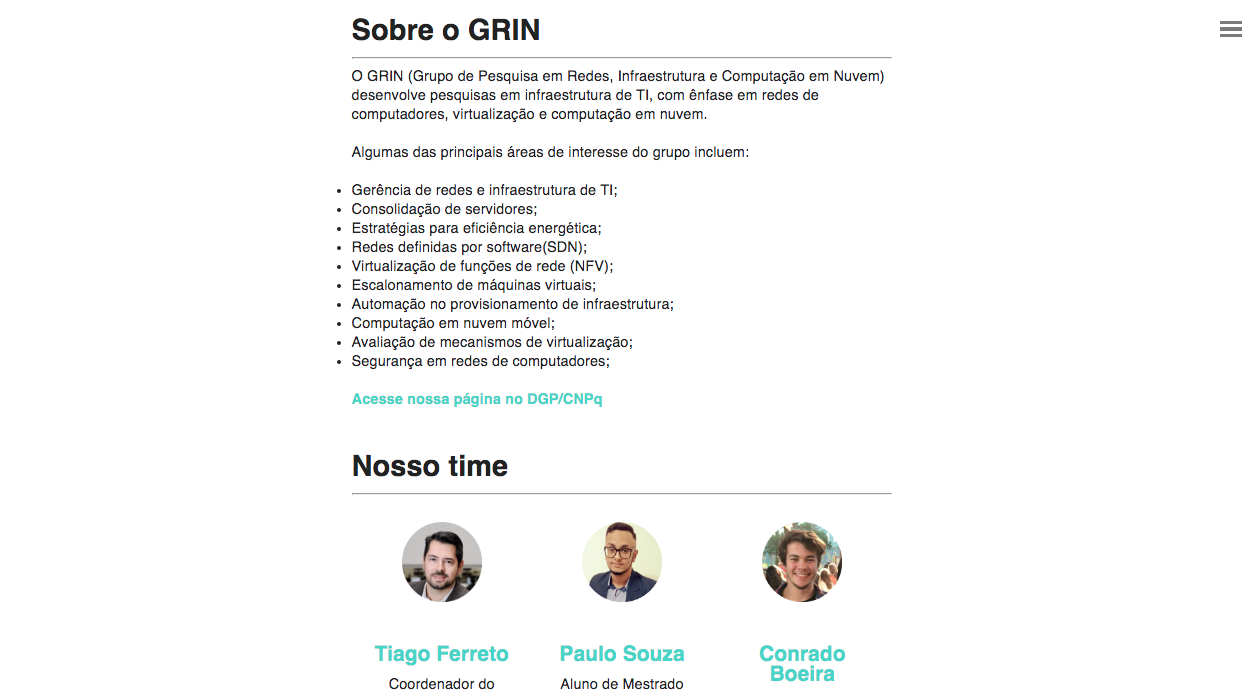 Sobre o GRIN
O GRIN (Grupo de Pesquisa em Redes, Infraestrutura e Computação em Nuvem)
desenvolve pesquisas em infraestrutura de TI, com ênfase em redes de
computadores, virtualização e computação em nuvem.
Algumas das principais áreas de interesse do grupo incluem:
• Gerência de redes e infraestrutura de TI;
• Consolidação de servidores;
• Estratégias para eficiência energética;
• Redes definidas por software(SDN);
• Virtualização de funções de rede (NFV);
• Escalonamento de máquinas virtuais;
• Automação no provisionamento de infraestrutura;
• Computação em nuvem móvel;
• Avaliação de mecanismos de virtualização;
• Segurança em redes de computadores;
Acesse nossa página no DGP/CNPq
Nosso time
Tiago Ferreto
Coordenador do
Paulo Souza
Aluno de Mestrado
Conrado
Boeira